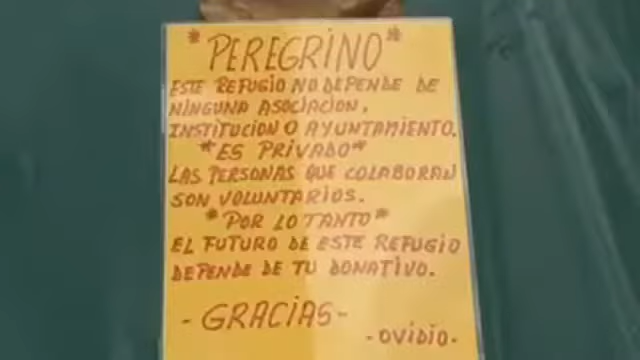 *PEREGRINO*
ESTE REFUGIO NO DEPENDE DE
NINGUNA ASOCIACION,
INSTITUCION O AYUNTAMIENTO.
*ES PRIVADO*
LAS PERSONAS QUE COLABORAN
SON VOLUNTARIOS.
*POR LO TANTO*
EL FUTURO DE ESTE REFUGIO
DEPENDE DE TU DONATIVO.
-GRACIAS-
-OVIDIO-